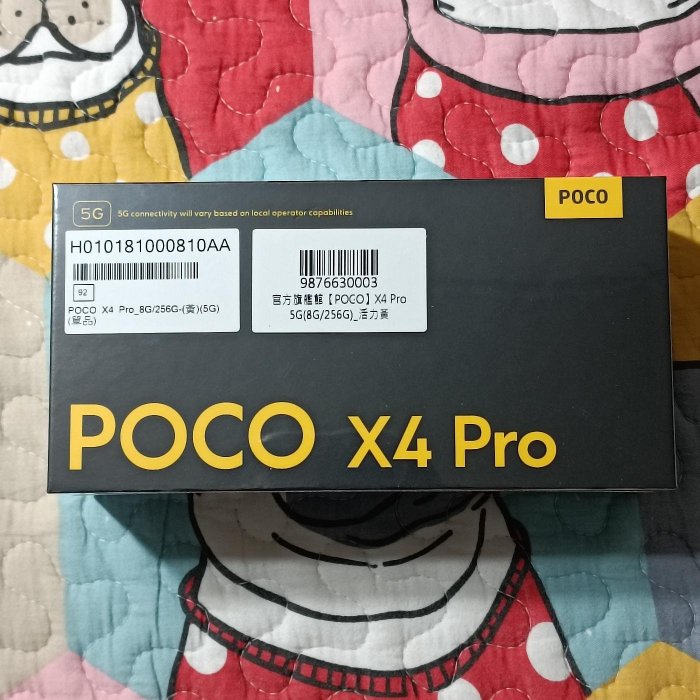 5G
5G connectivity will vary based on local operator capabilities
POCO
H010181000810AA
92
POCO X4 Pro_8G/256G-(黃)(5G)
(單品)
9876630003
官方旗艦館【POCO】X4 Pro
5G(8G/256G)_活力黃
POCO X4 Pro